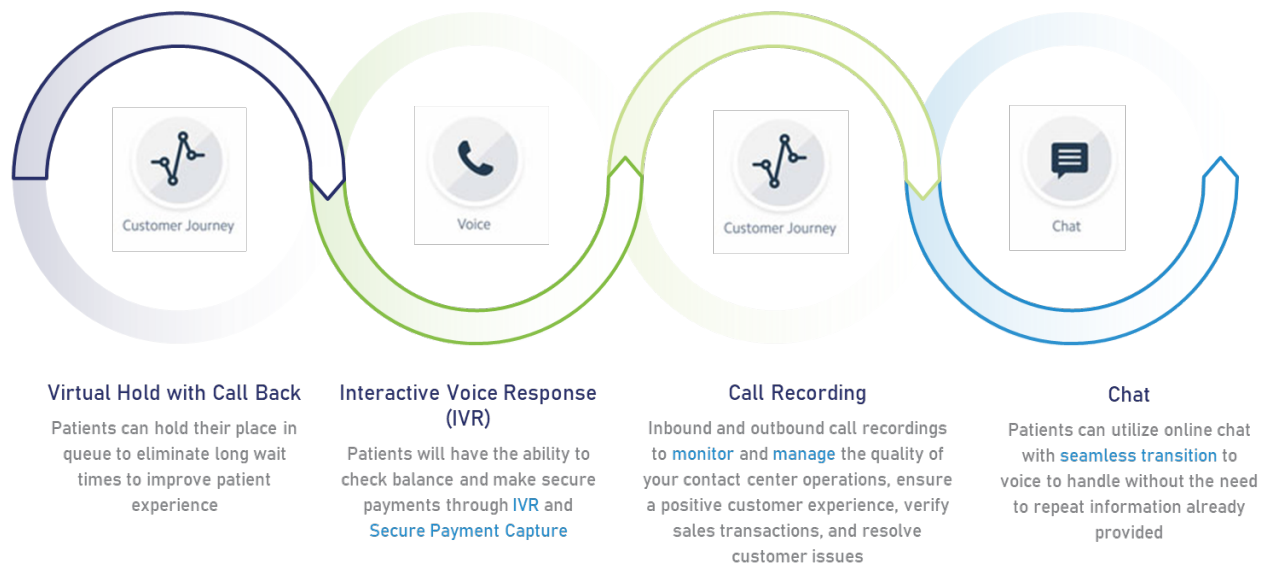 Customer Journey
Voice
Customer Journey
Chat
Virtual Hold with Call Back
Patients can hold their place in
queue to eliminate long wait
times to improve patient
experience
Interactive Voice Response
(IVR)
Patients will have the ability to
check balance and make secure
payments through IVR and
Secure Payment Capture
Call Recording
Inbound and outbound call recordings
to monitor and manage the quality of
your contact center operations, ensure
a positive customer experience, verify
sales transactions, and resolve
customer issues
Chat
Patients can utilize online chat
with seamless transition to
voice to handle without the need
to repeat information already
provided